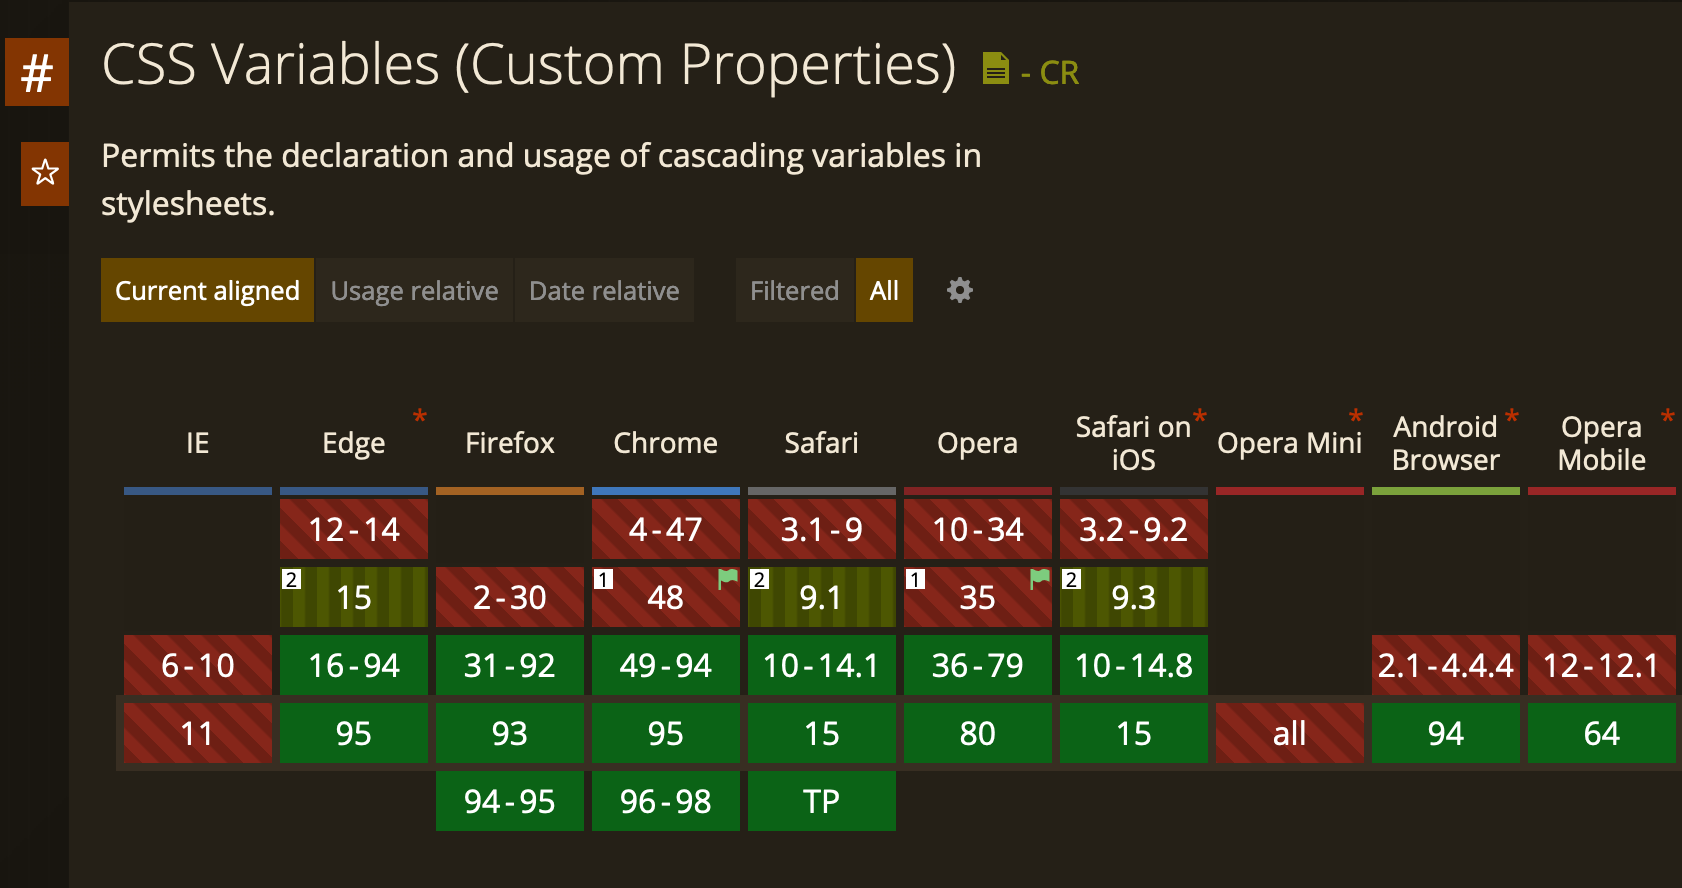 #
CSS Variables (Custom Properties) - CR
Permits the declaration and usage of cascading variables in
stylesheets.
Current aligned Usage relative Date relative Filtered All
IE Edge * Firefox Chrome Safari Opera Safari on iOS * Opera Mini * Android Browser * Opera Mobile *
12-14 4-47 3.1-9 10-34 3.2-9.2
2 15 2-30 1 48 2 9.1 1 35 2 9.3
6-10 16-94 31-92 49-94 10-14.1 36-79 10-14.8 2.1-4.4.4 12-12.1
11 95 93 95 15 80 15 all 94 64
94-95 96-98 TP